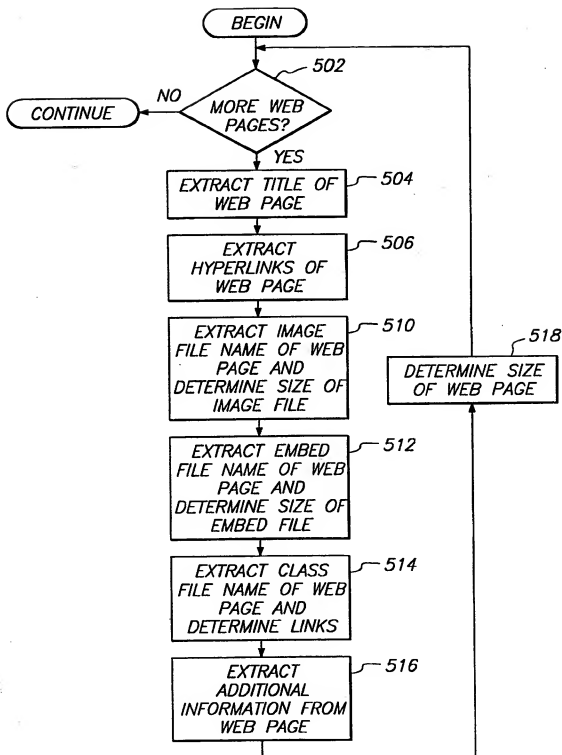 BEGIN
502
NO
CONTINUE
MORE WEB
PAGES?
YES
EXTRACT TITLE OF
WEB PAGE
504
EXTRACT
HYPERLINKS OF
WEB PAGE
506
EXTRACT IMAGE
FILE NAME OF WEB
PAGE AND
DETERMINE SIZE OF
IMAGE FILE
510
518
DETERMINE SIZE
OF WEB PAGE
EXTRACT EMBED
FILE NAME OF WEB
PAGE AND
DETERMINE SIZE OF
EMBED FILE
512
EXTRACT CLASS
FILE NAME OF WEB
PAGE AND
DETERMINE LINKS
514
EXTRACT
ADDITIONAL
INFORMATION FROM
WEB PAGE
516